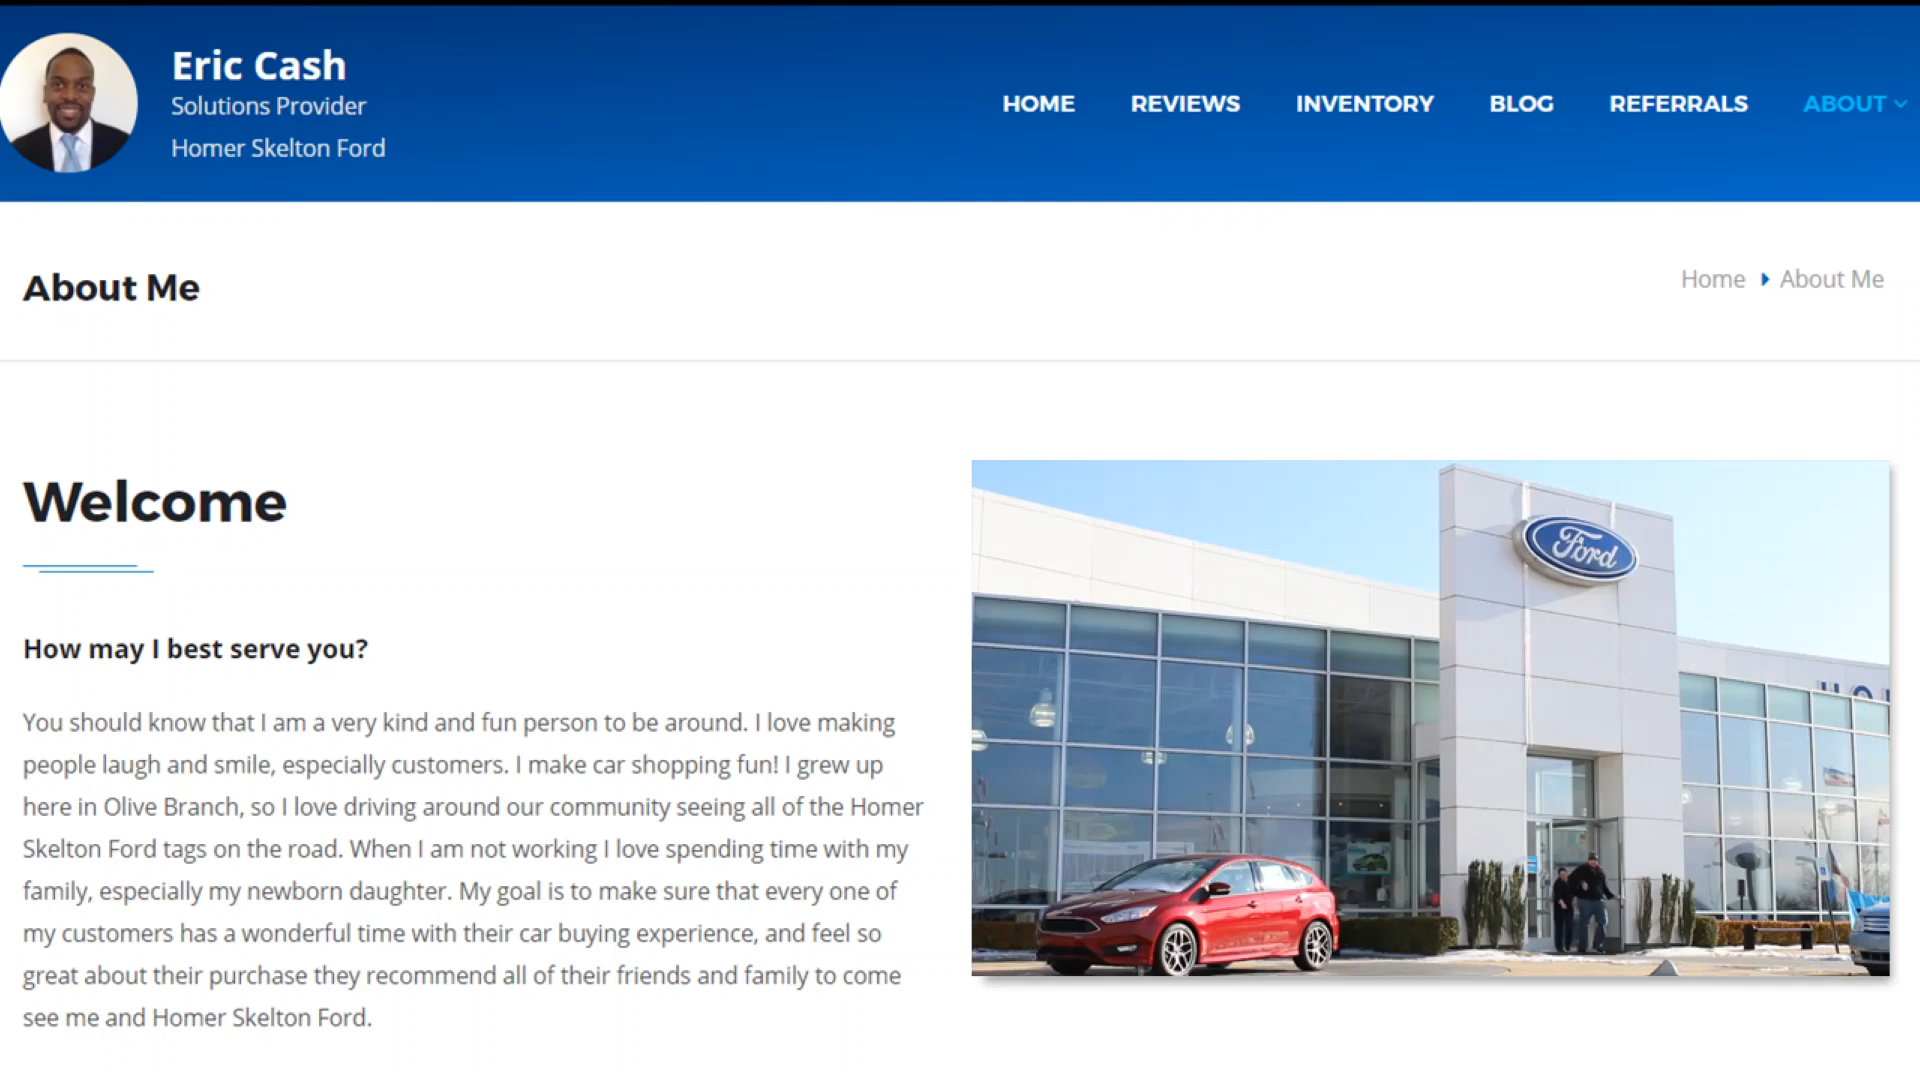 Eric Cash
Solutions Provider
Homer Skelton Ford
HOME REVIEWS INVENTORY BLOG REFERRALS ABOUT
About Me
Home About Me
Welcome
How may I best serve you?
You should know that I am a very kind and fun person to be around. I love making
people laugh and smile, especially customers. I make car shopping fun! I grew up
here in Olive Branch, so I love driving around our community seeing all of the Homer
Skelton Ford tags on the road. When I am not working I love spending time with my
family, especially my newborn daughter. My goal is to make sure that every one of
my customers has a wonderful time with their car buying experience, and feel so
great about their purchase they recommend all of their friends and family to come
see me and Homer Skelton Ford.
Ford